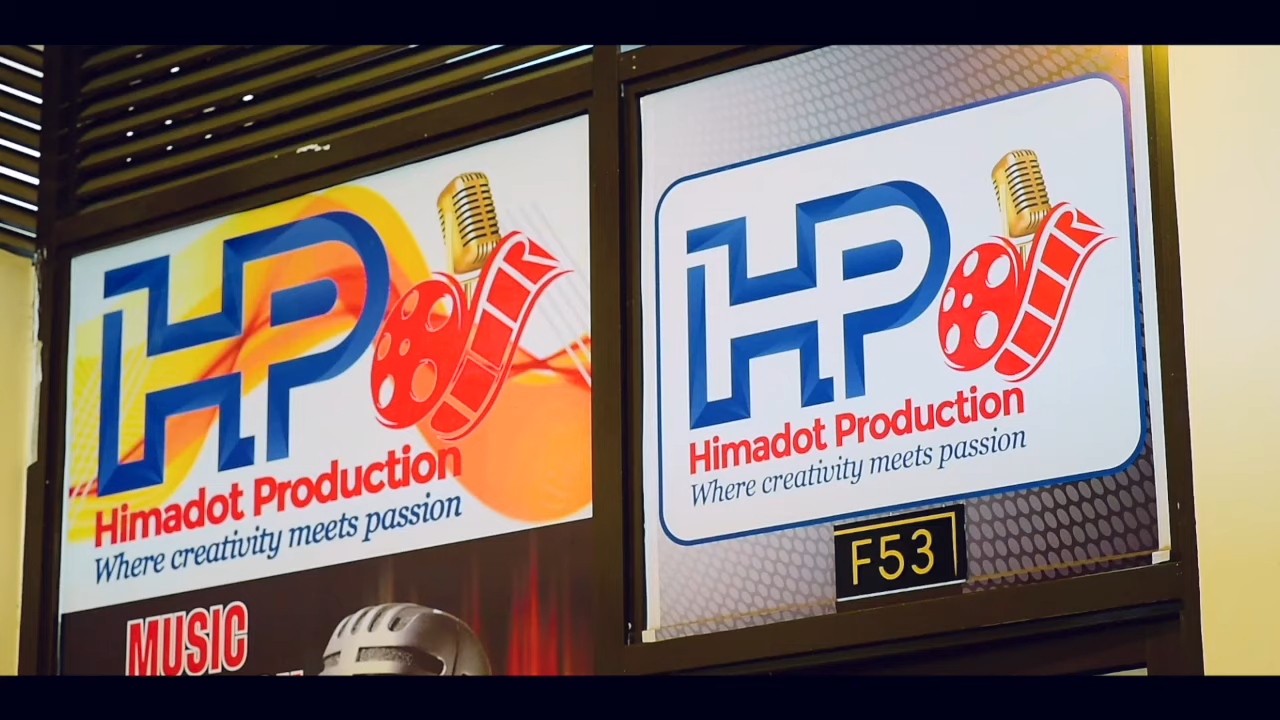 HP
Himadot Production
Where creativity meets passion
MUSIC
HP
Himadot Production
Where creativity meets passion
F53